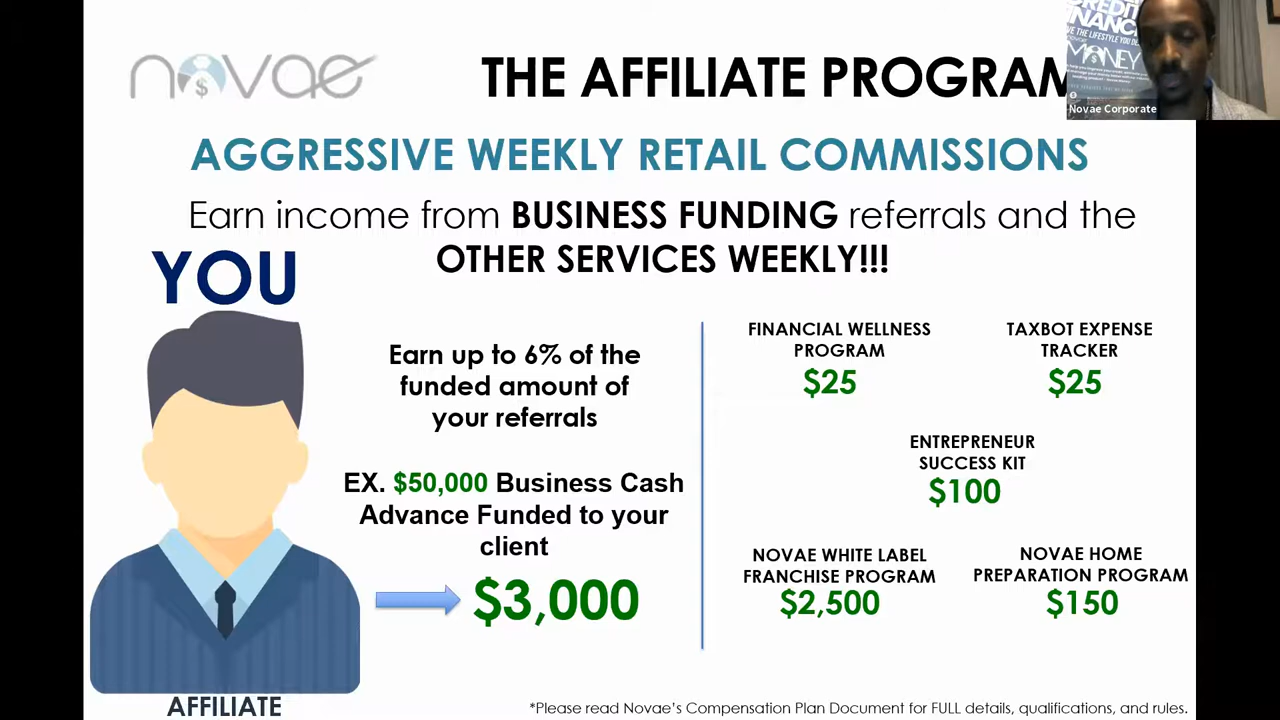 novae
THE AFFILIATE PROGRAM
CREDIT
FINANCE
MONEY
Novae Corporate
AGGRESSIVE WEEKLY RETAIL COMMISSIONS
Earn income from BUSINESS FUNDING referrals and the
OTHER SERVICES WEEKLY!!!
YOU
AFFILIATE
Earn up to 6% of the
funded amount of
your referrals
EX. $50,000 Business Cash
Advance Funded to your
client
$3,000
FINANCIAL WELLNESS
PROGRAM
$25
TAXBOT EXPENSE
TRACKER
$25
ENTREPRENEUR
SUCCESS KIT
$100
NOVAE WHITE LABEL
FRANCHISE PROGRAM
$2,500
NOVAE HOME
PREPARATION PROGRAM
$150
*Please read Novae's Compensation Plan Document for FULL details, qualifications, and rules.